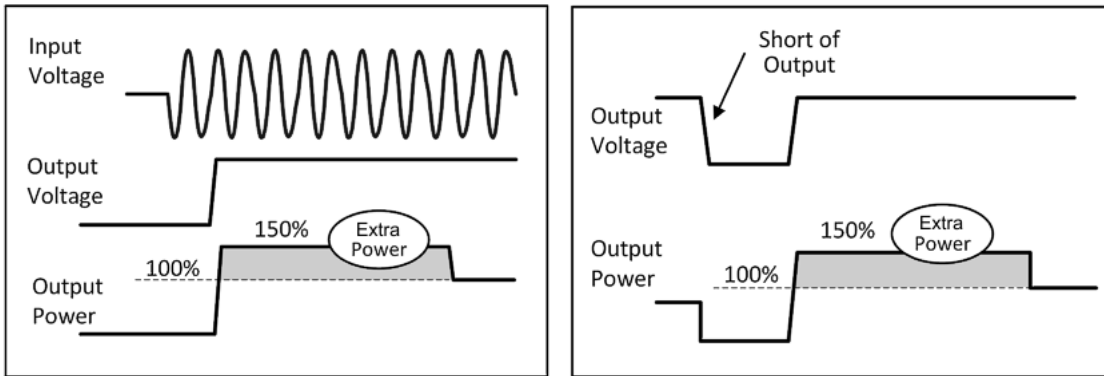 Input
Voltage
Output
Voltage
150%
Extra
Power
100%
Output
Power
Short of
Output
Output
Voltage
150%
Extra
Power
100%
Output
Power